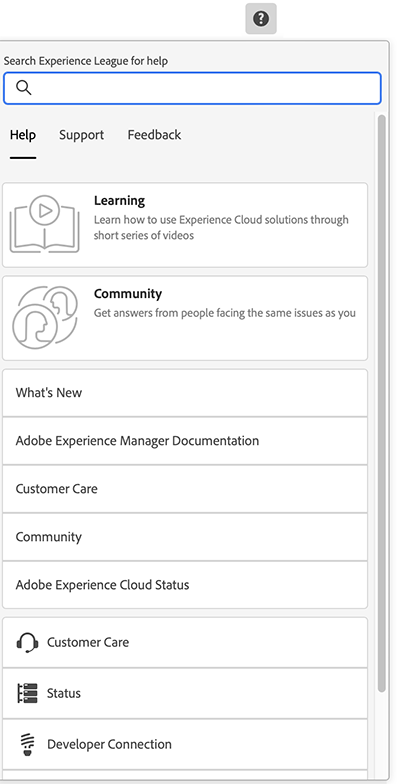 Search Experience League for help
Help Support Feedback
Learning
Learn how to use Experience Cloud solutions through
short series of videos
Community
Get answers from people facing the same issues as you
What's New
Adobe Experience Manager Documentation
Customer Care
Community
Adobe Experience Cloud Status
Customer Care
Status
Developer Connection